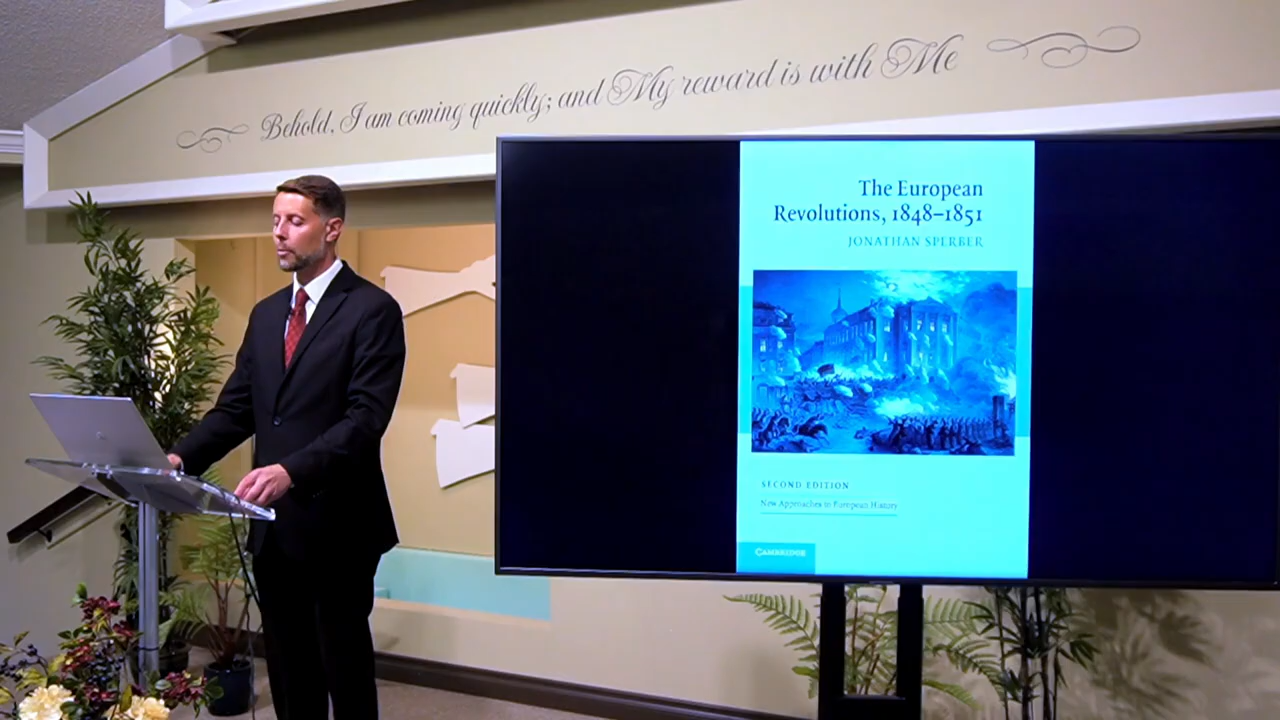 Behold, I am coming quickly; and My reward is with Me
The European
Revolutions, 1848–1851
JONATHAN SPERBER
SECOND EDITION
New Approaches to European History
CAMBRIDGE